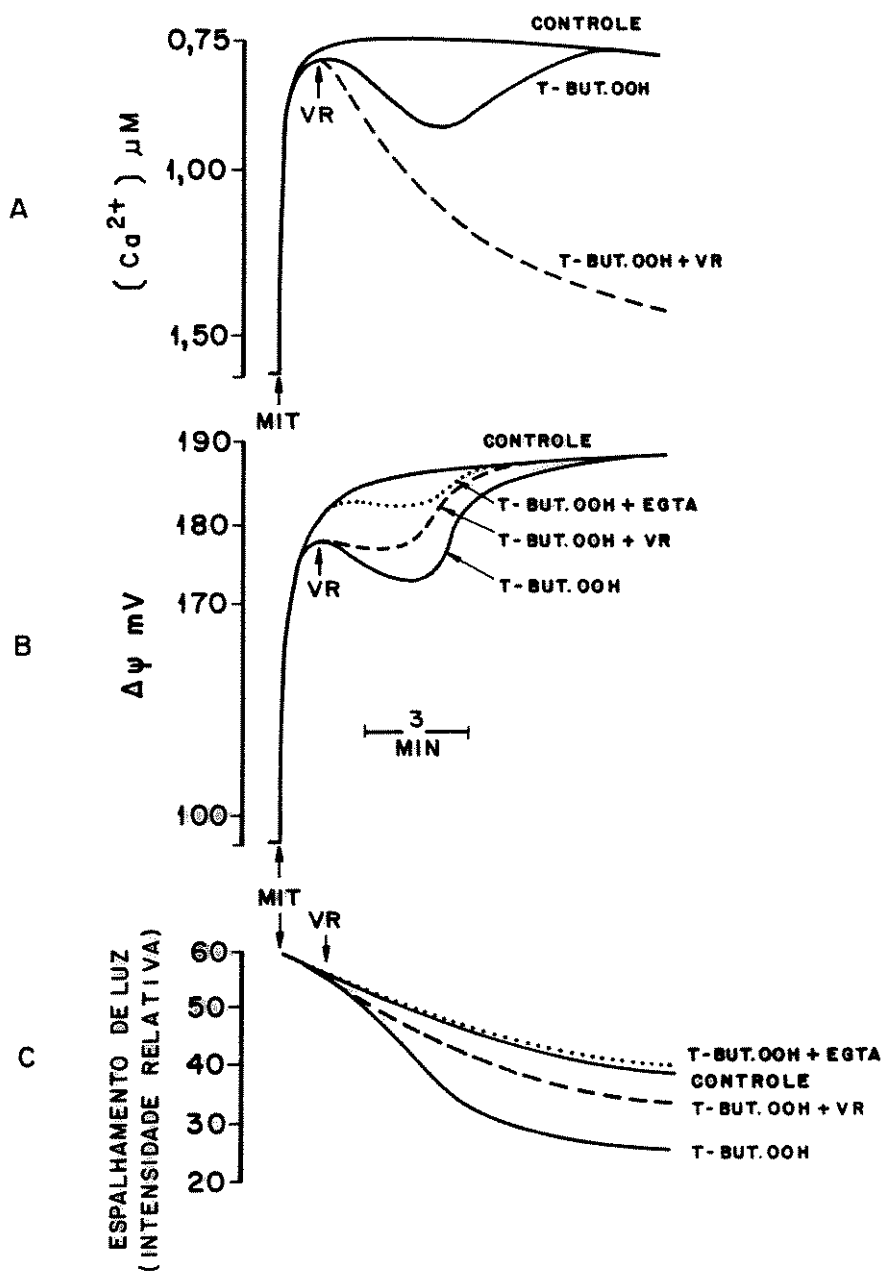 CONTROLE
0,75
T-BUT.OOH
VR
1,00
A
(Ca²⁺) μM
T-BUT.OOH + VR
1,50
MIT
190
CONTROLE
T-BUT.OOH + EGTA
180
T-BUT.OOH + VR
VR
T-BUT.OOH
170
B
Δψ mV
3
MIN
100
MIT
VR
60
50
40
30
20
C
ESPALHAMENTO DE LUZ
(INTENSIDADE RELATIVA)
T-BUT.OOH + EGTA
CONTROLE
T-BUT.OOH + VR
T-BUT.OOH